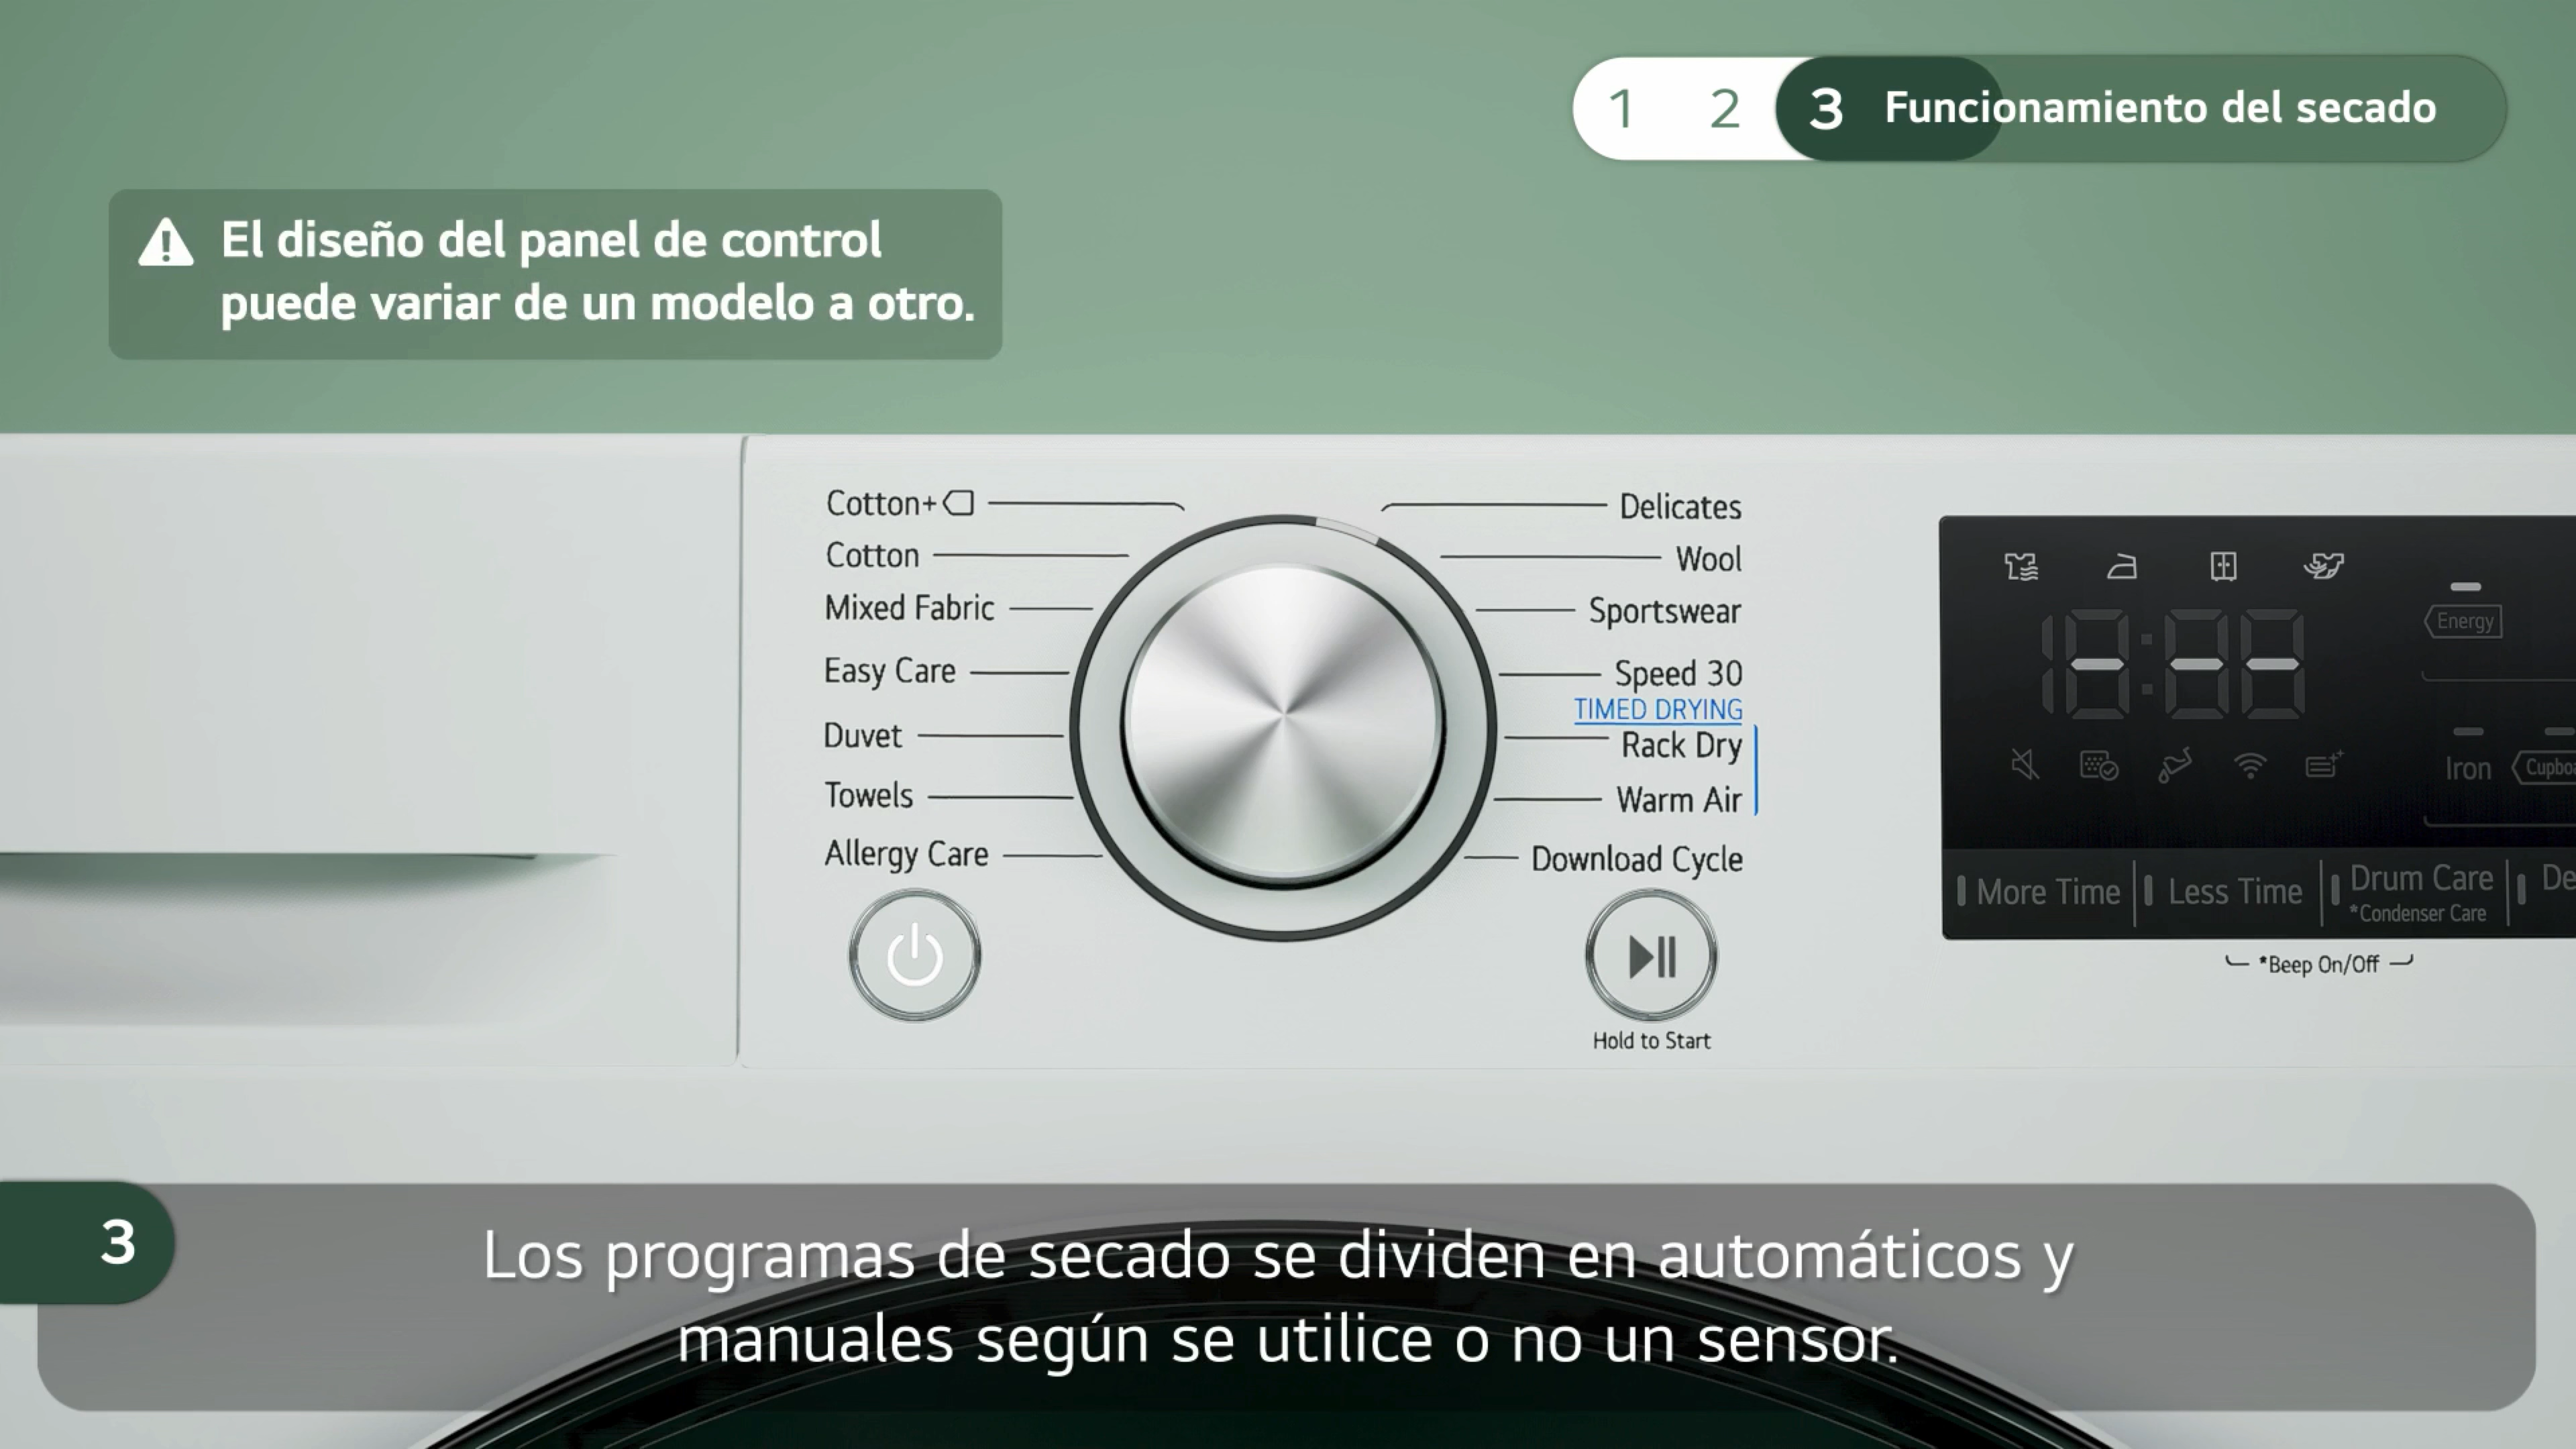 1 2 3 Funcionamiento del secado
El diseño del panel de control
puede variar de un modelo a otro.
Cotton+
Cotton
Mixed Fabric
Easy Care
Duvet
Towels
Allergy Care
Delicates
Wool
Sportswear
Speed 30
TIMED DRYING
Rack Dry
Warm Air
Download Cycle
Hold to Start
Energy
Iron
More Time
Less Time
Drum Care
*Condenser Care
*Beep On/Off
3
Los programas de secado se dividen en automáticos y
manuales según se utilice o no un sensor.